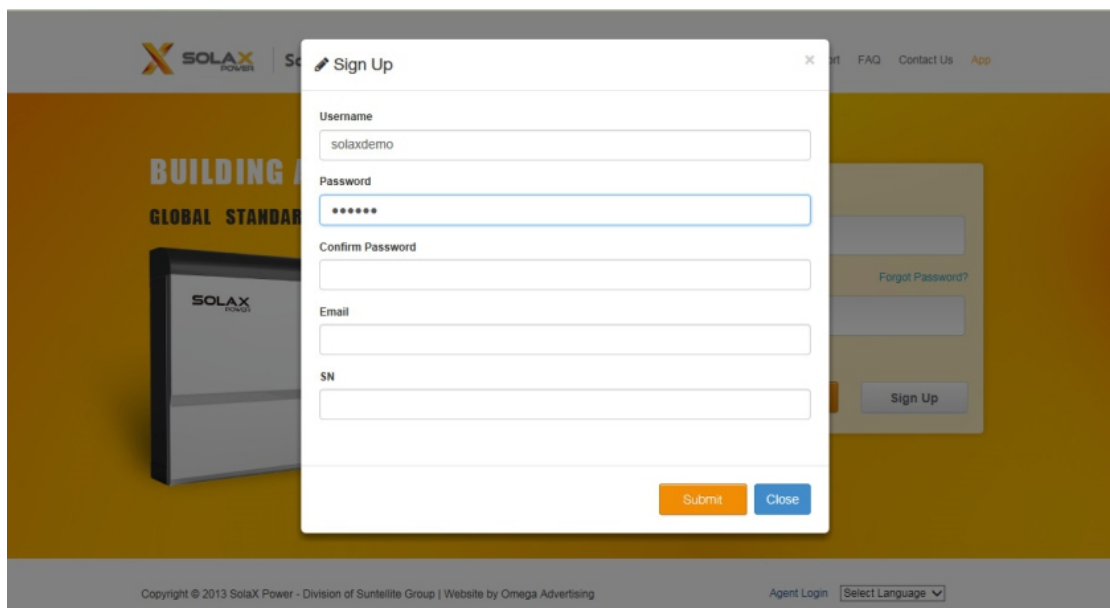 SOLAX
POWER
Sign Up
×
FAQ Contact Us App
Username
solaxdemo
BUILDING
Password
••••••
GLOBAL
Confirm Password
Forgot Password?
SOLAX
POWER
Email
SN
Sign Up
Submit Close
Copyright © 2013 SolaX Power - Division of Suntellite Group | Website by Omega Advertising
Agent Login Select Language